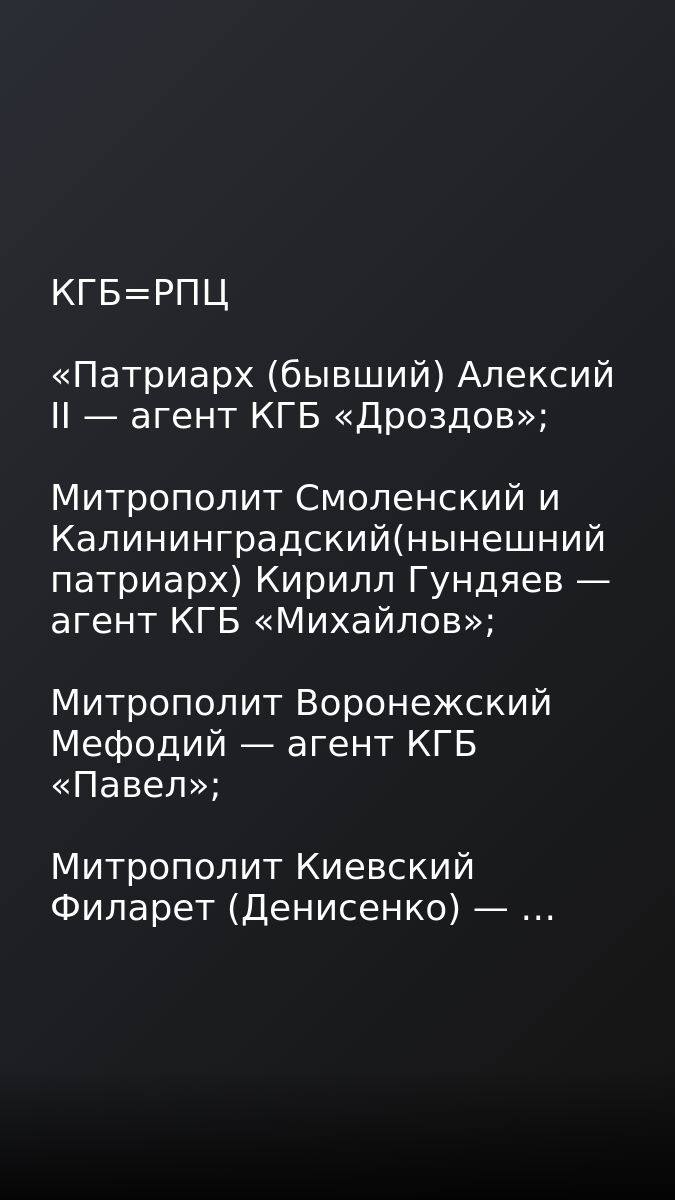 КГБ=РПЦ
«Патриарх (бывший) Алексий
II — агент КГБ «Дроздов»;
Митрополит Смоленский и
Калининградский(нынешний
патриарх) Кирилл Гундяев —
агент КГБ «Михайлов»;
Митрополит Воронежский
Мефодий — агент КГБ
«Павел»;
Митрополит Киевский
Филарет (Денисенко) — ...